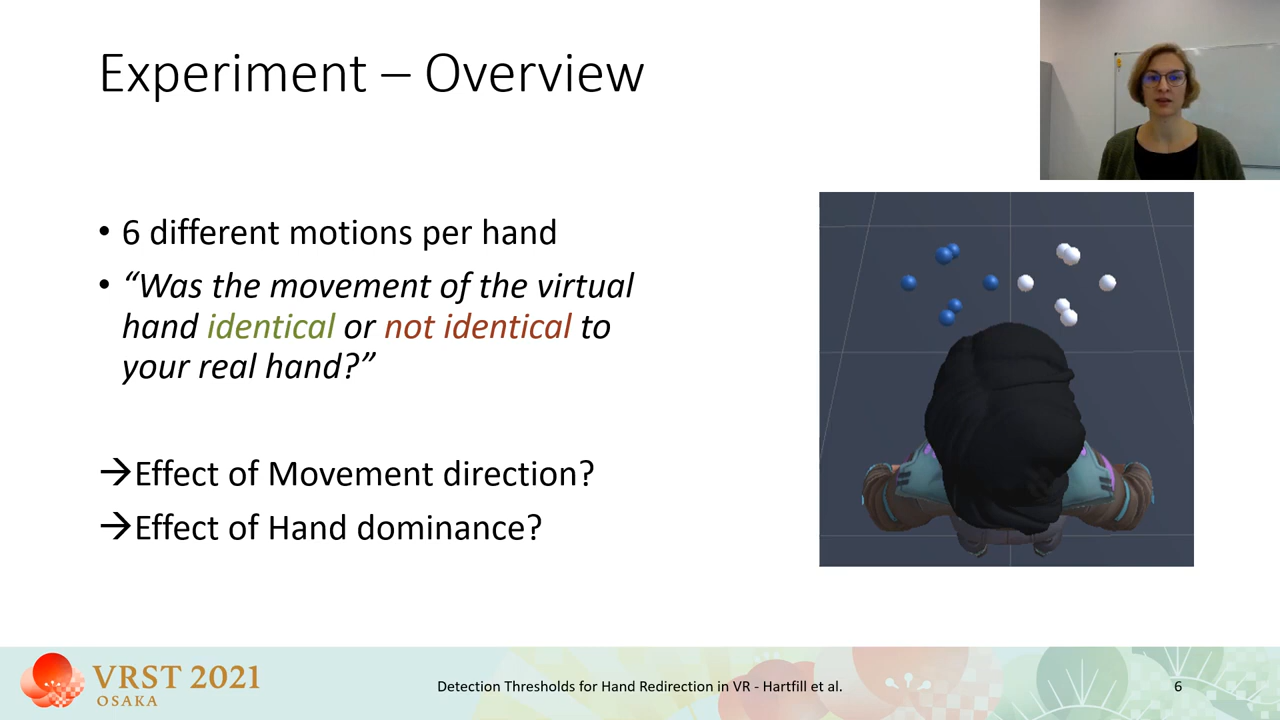 Experiment – Overview
• 6 different motions per hand
• “Was the movement of the virtual
hand identical or not identical to
your real hand?”
→Effect of Movement direction?
→Effect of Hand dominance?
VRST 2021
OSAKA
Detection Thresholds for Hand Redirection in VR - Hartfill et al.
6